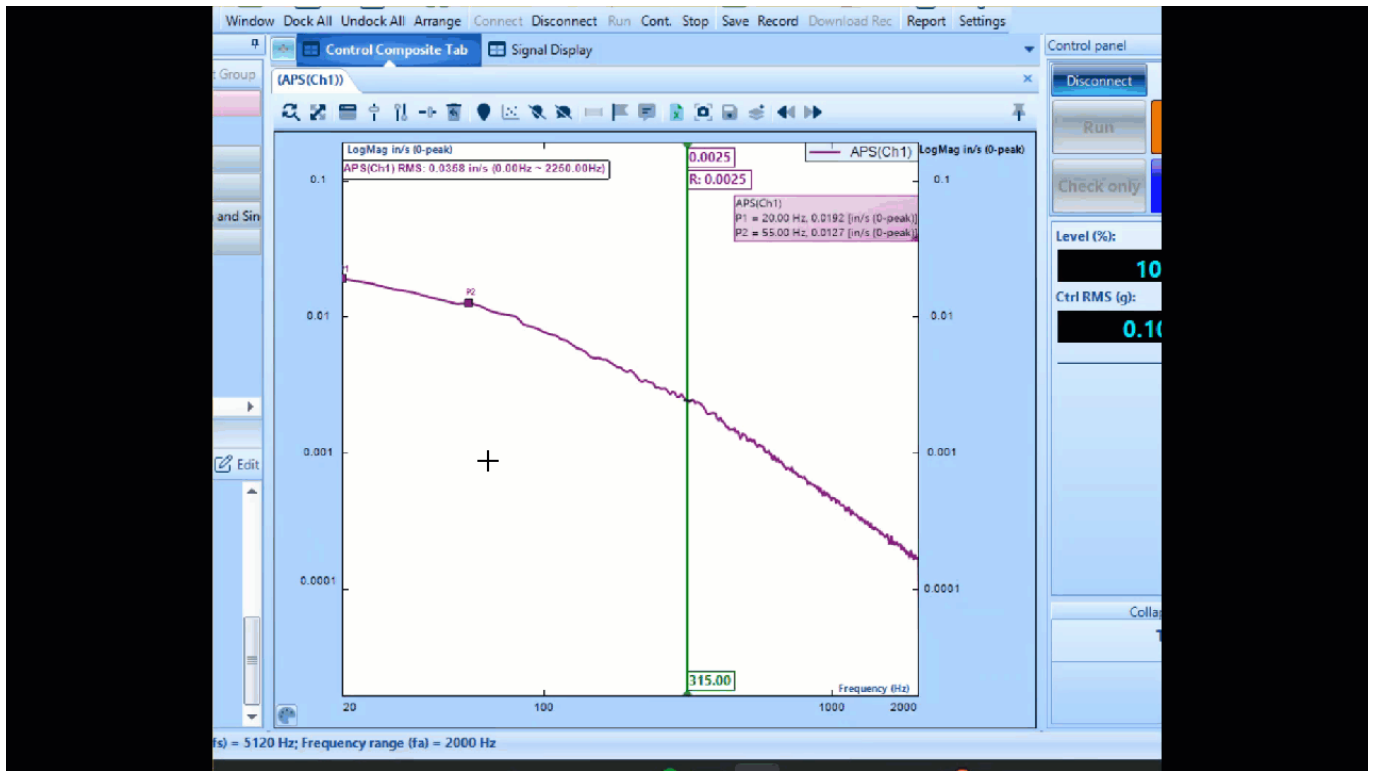 Window Dock All Undock All Arrange Connect Disconnect Run Cont. Stop Save Record Download Rec Report Settings
Control Composite Tab Signal Display
Control panel
Group
(APS(Ch1))
Disconnect
Run
Check only
LogMag in/s (0-peak)
APS(Ch1) RMS: 0.0358 in/s (0.00Hz ~ 2250.00Hz)
0.0025
R: 0.0025
APS(Ch1)
LogMag in/s (0-peak)
0.1
0.1
APS(Ch1)
P1 = 20.00 Hz, 0.0192 [in/s (0-peak)]
P2 = 55.00 Hz, 0.0127 [in/s (0-peak)]
and Sin
Level (%):
10
Ctrl RMS (g):
0.10
P2
0.01
0.01
0.001
0.001
Edit
0.0001
0.0001
Colla
315.00
Frequency (Hz)
20
100
1000
2000
fs) = 5120 Hz; Frequency range (fa) = 2000 Hz